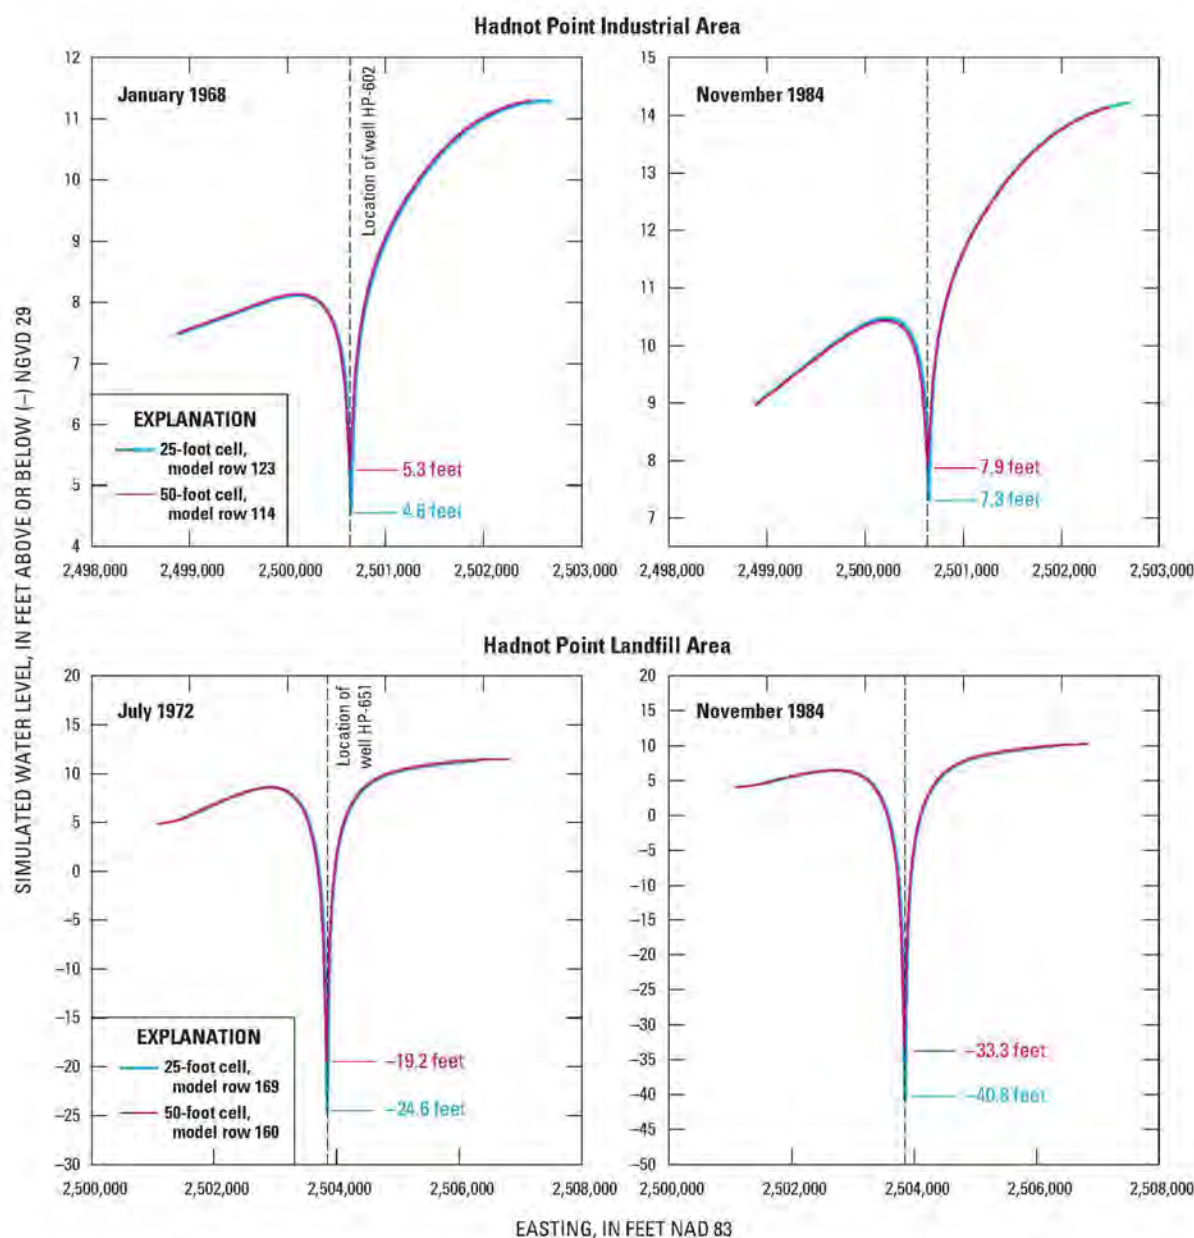 Hadnot Point Industrial Area
12
11
10
9
8
7
6
5
4
January 1968
Location of well HP-602
EXPLANATION
25-foot cell,
model row 123
50-foot cell,
model row 114
5.3 feet
4.6 feet
2,498,000 2,499,000 2,500,000 2,501,000 2,502,000 2,503,000
15
14
13
12
11
10
9
8
7
November 1984
7.9 feet
7.3 feet
2,498,000 2,499,000 2,500,000 2,501,000 2,502,000 2,503,000
SIMULATED WATER LEVEL, IN FEET ABOVE OR BELOW (–) NGVD 29
Hadnot Point Landfill Area
20
15
10
5
0
–5
–10
–15
–20
–25
–30
July 1972
Location of
well HP-651
EXPLANATION
25-foot cell,
model row 169
50-foot cell,
model row 160
–19.2 feet
–24.6 feet
2,500,000 2,502,000 2,504,000 2,506,000 2,508,000
20
15
10
5
0
–5
–10
–15
–20
–25
–30
–35
–40
–45
–50
November 1984
–33.3 feet
–40.8 feet
2,500,000 2,502,000 2,504,000 2,506,000 2,508,000
EASTING, IN FEET NAD 83